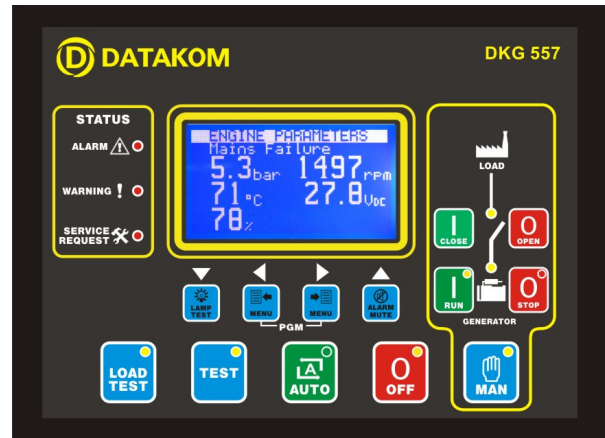 D DATAKOM
DKG 557
STATUS
ALARM
WARNING !
SERVICE
REQUEST
ENGINE PARAMETERS
Mains Failure
5.3bar 1497rpm
71°C 27.8VDC
78%
LAMP
TEST
MENU
MENU
ALARM
MUTE
PGM
LOAD
I
CLOSE
O
OPEN
I
RUN
O
STOP
GENERATOR
LOAD
TEST
TEST
A
AUTO
O
OFF
MAN